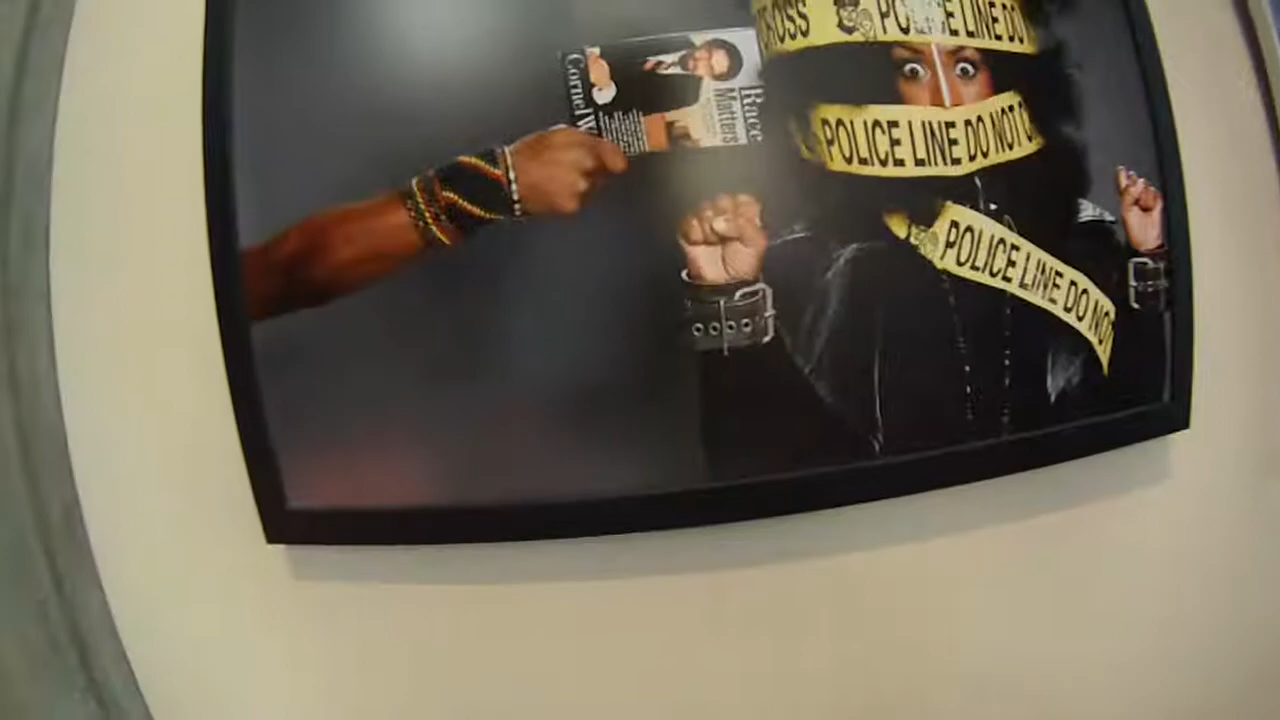 CROSS POLICE LINE DO
Cornel W
Race
Matters
POLICE LINE DO NOT C
POLICE LINE DO NOT